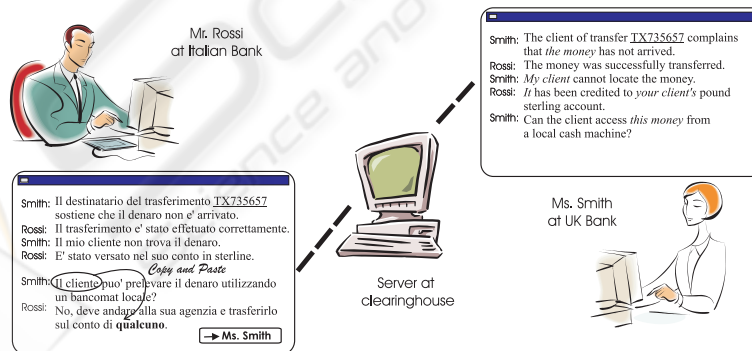 Mr. Rossi
at Italian Bank
Smith: The client of transfer TX735657 complains
that the money has not arrived.
Rossi: The money was successfully transferred.
Smith: My client cannot locate the money.
Rossi: It has been credited to your client's pound
sterling account.
Smith: Can the client access this money from
a local cash machine?
Smith: Il destinatario del trasferimento TX735657
sostiene che il denaro non e' arrivato.
Rossi: Il trasferimento e' stato effetuato correttamente.
Smith: Il mio cliente non trova il denaro.
Rossi: E' stato versato nel suo conto in sterline.
Copy and Paste
Smith: Il cliente puo' prelevare il denaro utilizzando
un bancomat locale?
Rossi: No, deve andare alla sua agenzia e trasferirlo
sul conto di qualcuno.
→ Ms. Smith
Server at
clearinghouse
Ms. Smith
at UK Bank